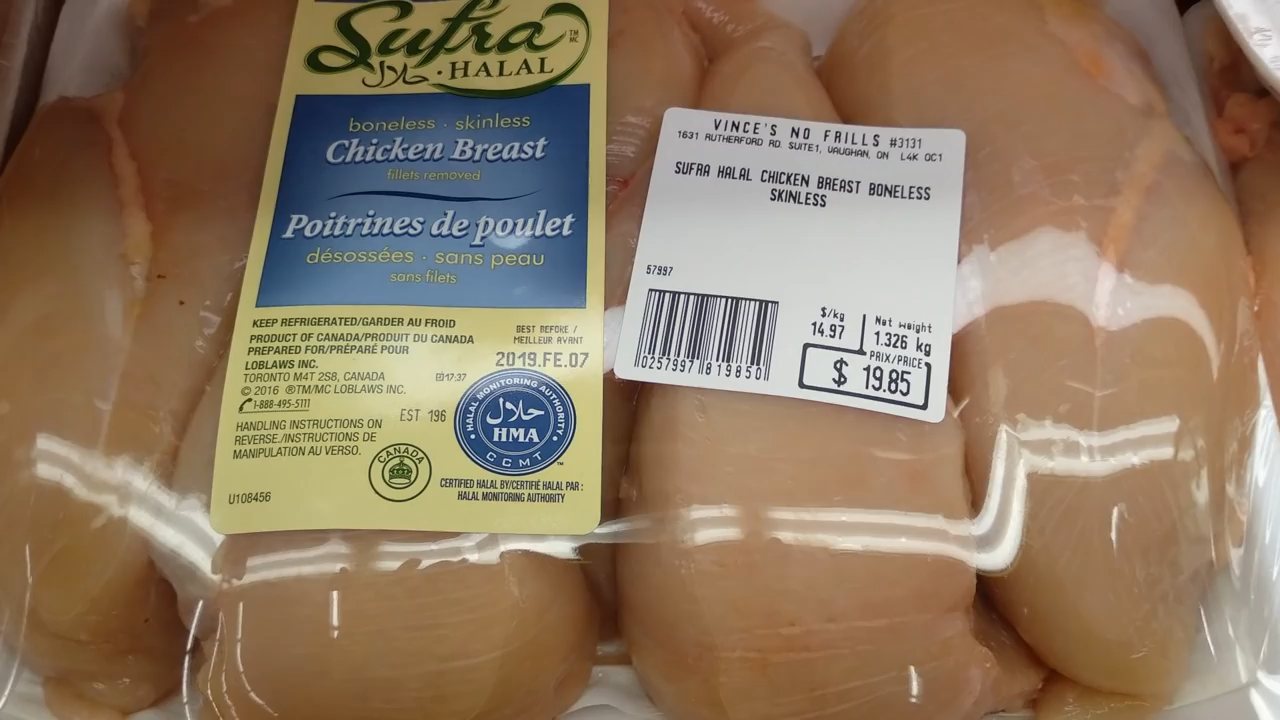 Sufra
TM
MC
حلال · HALAL
boneless · skinless
Chicken Breast
fillets removed
Poitrines de poulet
désossées · sans peau
sans filets
KEEP REFRIGERATED/GARDER AU FROID
PRODUCT OF CANADA/PRODUIT DU CANADA
PREPARED FOR/PRÉPARÉ POUR
LOBLAWS INC.
TORONTO M4T 2S8, CANADA
© 2016 ®TM/MC LOBLAWS INC.
1-888-495-5111
HANDLING INSTRUCTIONS ON
REVERSE./INSTRUCTIONS DE
MANIPULATION AU VERSO.
U108456
BEST BEFORE /
MEILLEUR AVANT
2019.FE.07
17:37
EST 196
CANADA
HALAL MONITORING AUTHORITY
حلال
HMA
CCMT
TM
CERTIFIED HALAL BY/CERTIFIÉ HALAL PAR :
HALAL MONITORING AUTHORITY
VINCE'S NO FRILLS #3131
1631 RUTHERFORD RD. SUITE1, VAUGHAN, ON L4K 0C1
SUFRA HALAL CHICKEN BREAST BONELESS
SKINLESS
57997
0257997 819850
$/kg
14.97
Net weight
1.326 kg
PRIX/PRICE
$ 19.85